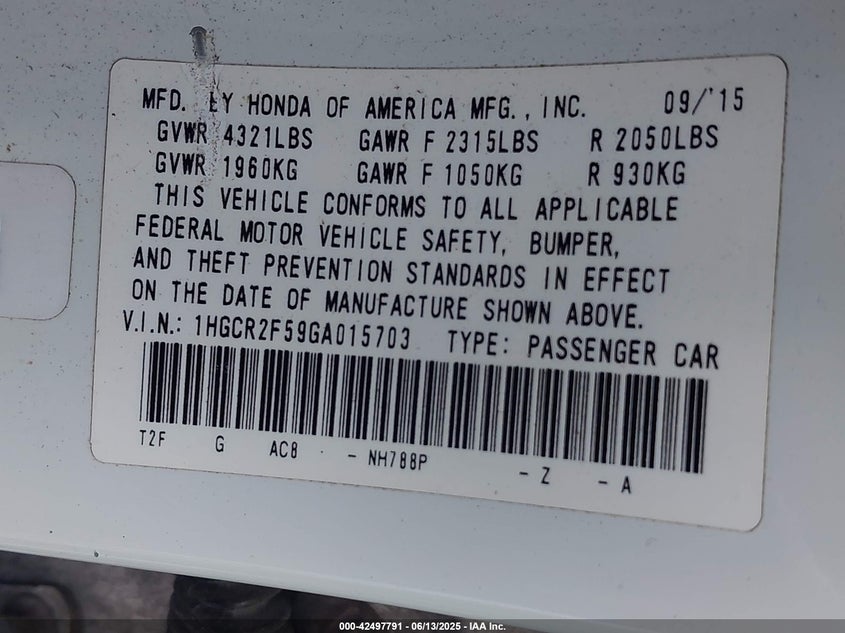 MFD. BY HONDA OF AMERICA MFG., INC. 09/'15
GVWR 4321LBS GAWR F 2315LBS R 2050LBS
GVWR 1960KG GAWR F 1050KG R 930KG
THIS VEHICLE CONFORMS TO ALL APPLICABLE
FEDERAL MOTOR VEHICLE SAFETY, BUMPER,
AND THEFT PREVENTION STANDARDS IN EFFECT
ON THE DATE OF MANUFACTURE SHOWN ABOVE.
V.I.N.: 1HGCR2F59GA015703 TYPE: PASSENGER CAR
T2F G AC8 - NH788P - Z - A
000-42497791 - 06/13/2025 - IAA Inc.